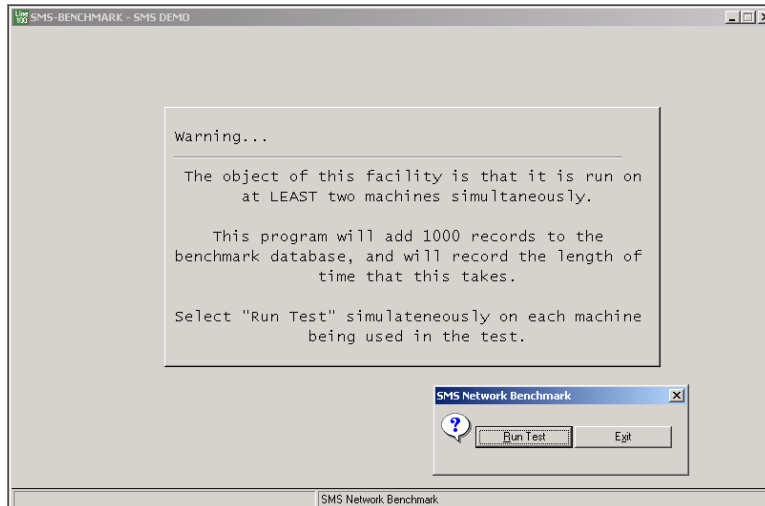 Line
100
SMS-BENCHMARK - SMS DEMO
Warning...
The object of this facility is that it is run on
at LEAST two machines simultaneously.
This program will add 1000 records to the
benchmark database, and will record the length of
time that this takes.
Select "Run Test" simulateneously on each machine
being used in the test.
SMS Network Benchmark
?
Run Test
Exit
SMS Network Benchmark